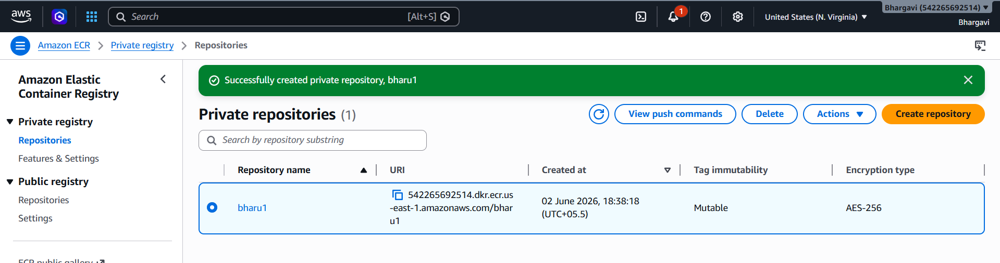 aws
Search
[Alt+S]
1
United States (N. Virginia)
Bhargavi (542265692514)
Bhargavi
Amazon ECR
Private registry
Repositories
Amazon Elastic
Container Registry
Private registry
Repositories
Features & Settings
Public registry
Repositories
Settings
ECR public gallery
Successfully created private repository, bharu1
Private repositories (1)
View push commands
Delete
Actions
Create repository
Search by repository substring
Repository name
URI
Created at
Tag immutability
Encryption type
bharu1
542265692514.dkr.ecr.us
-east-1.amazonaws.com/bhar
u1
02 June 2026, 18:38:18
(UTC+05.5)
Mutable
AES-256